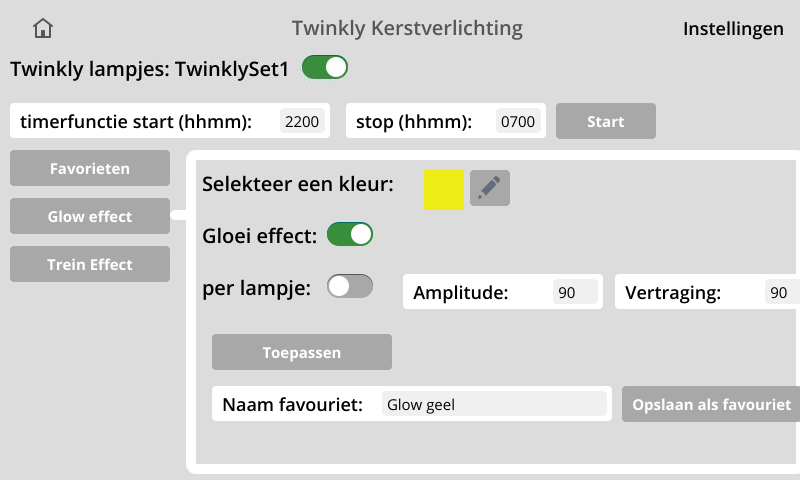 Twinkly Kerstverlichting
Instellingen
Twinkly lampjes: TwinklySet1
timerfunctie start (hhmm): 2200 stop (hhmm): 0700 Start
Favorieten
Glow effect
Trein Effect
Selekteer een kleur:
Gloei effect:
per lampje: Amplitude: 90 Vertraging: 90
Toepassen
Naam favouriet: Glow geel Opslaan als favouriet